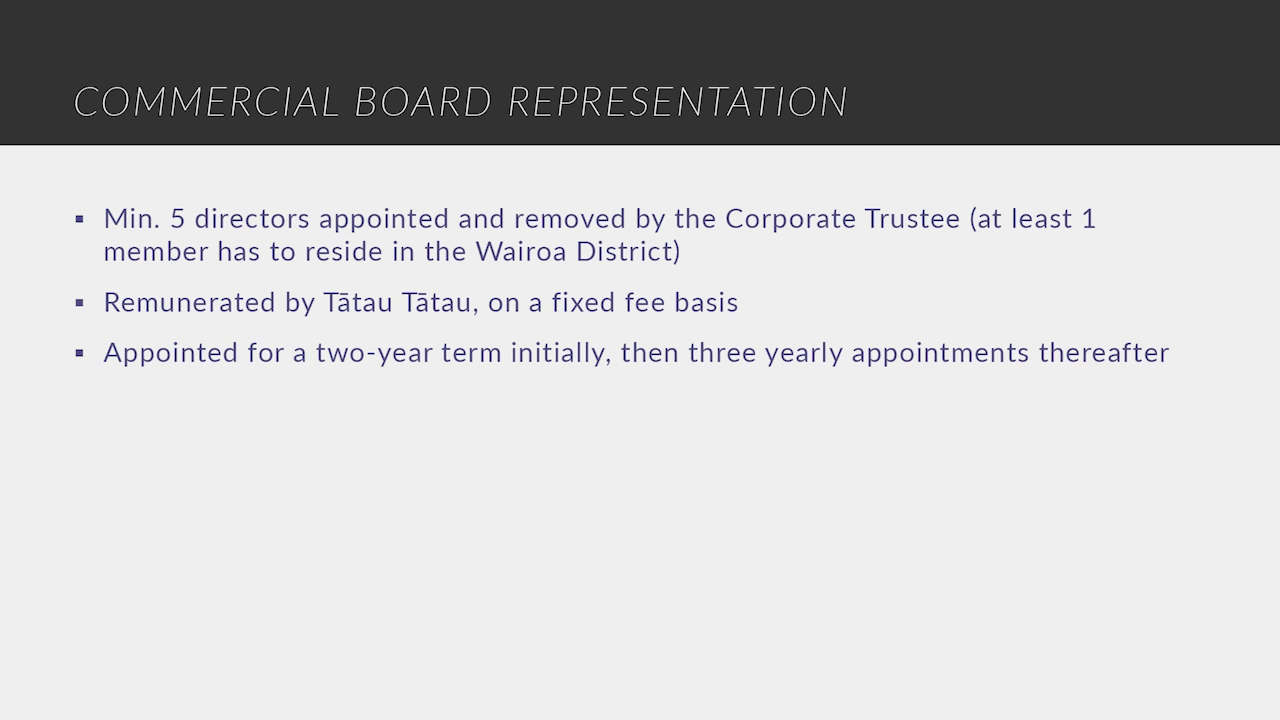 COMMERCIAL BOARD REPRESENTATION
▪ Min. 5 directors appointed and removed by the Corporate Trustee (at least 1
member has to reside in the Wairoa District)
▪ Remunerated by Tātau Tātau, on a fixed fee basis
▪ Appointed for a two-year term initially, then three yearly appointments thereafter